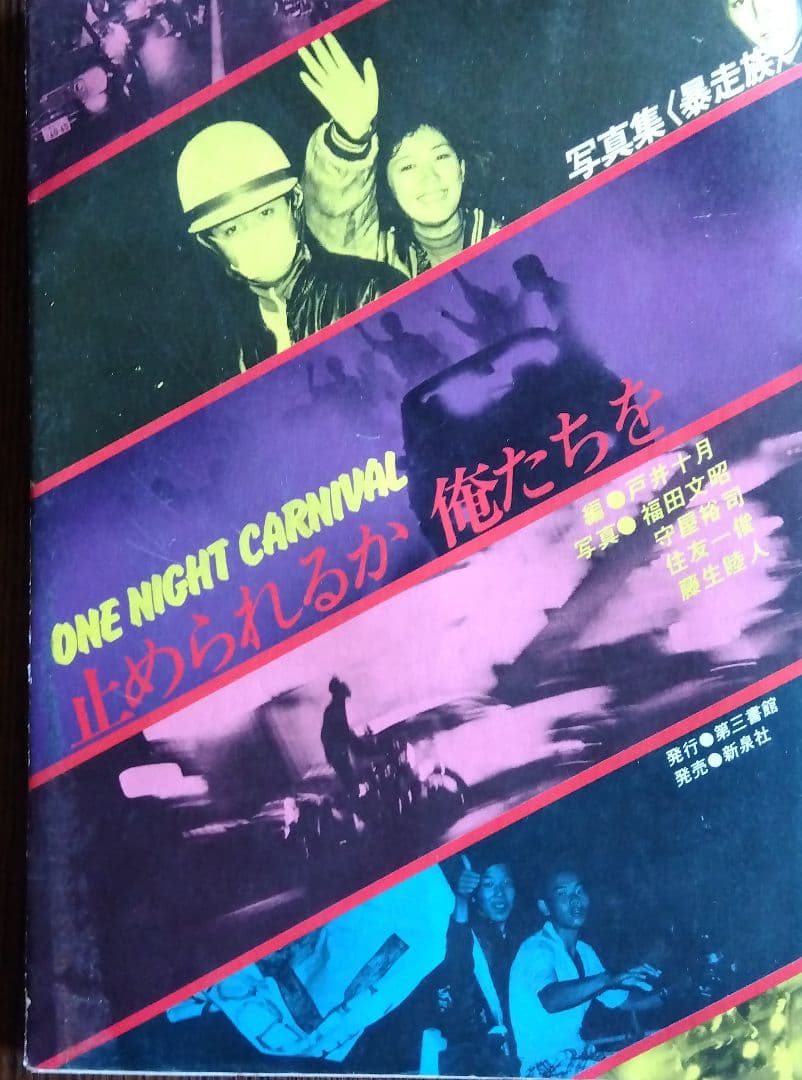 写真集〈暴走族〉
ONE NIGHT CARNIVAL
止められるか 俺たちを
編●戸井十月
写真●福田文昭
守屋裕司
住友一俊
藤生睦人
発行●第三書館
発売●新泉社